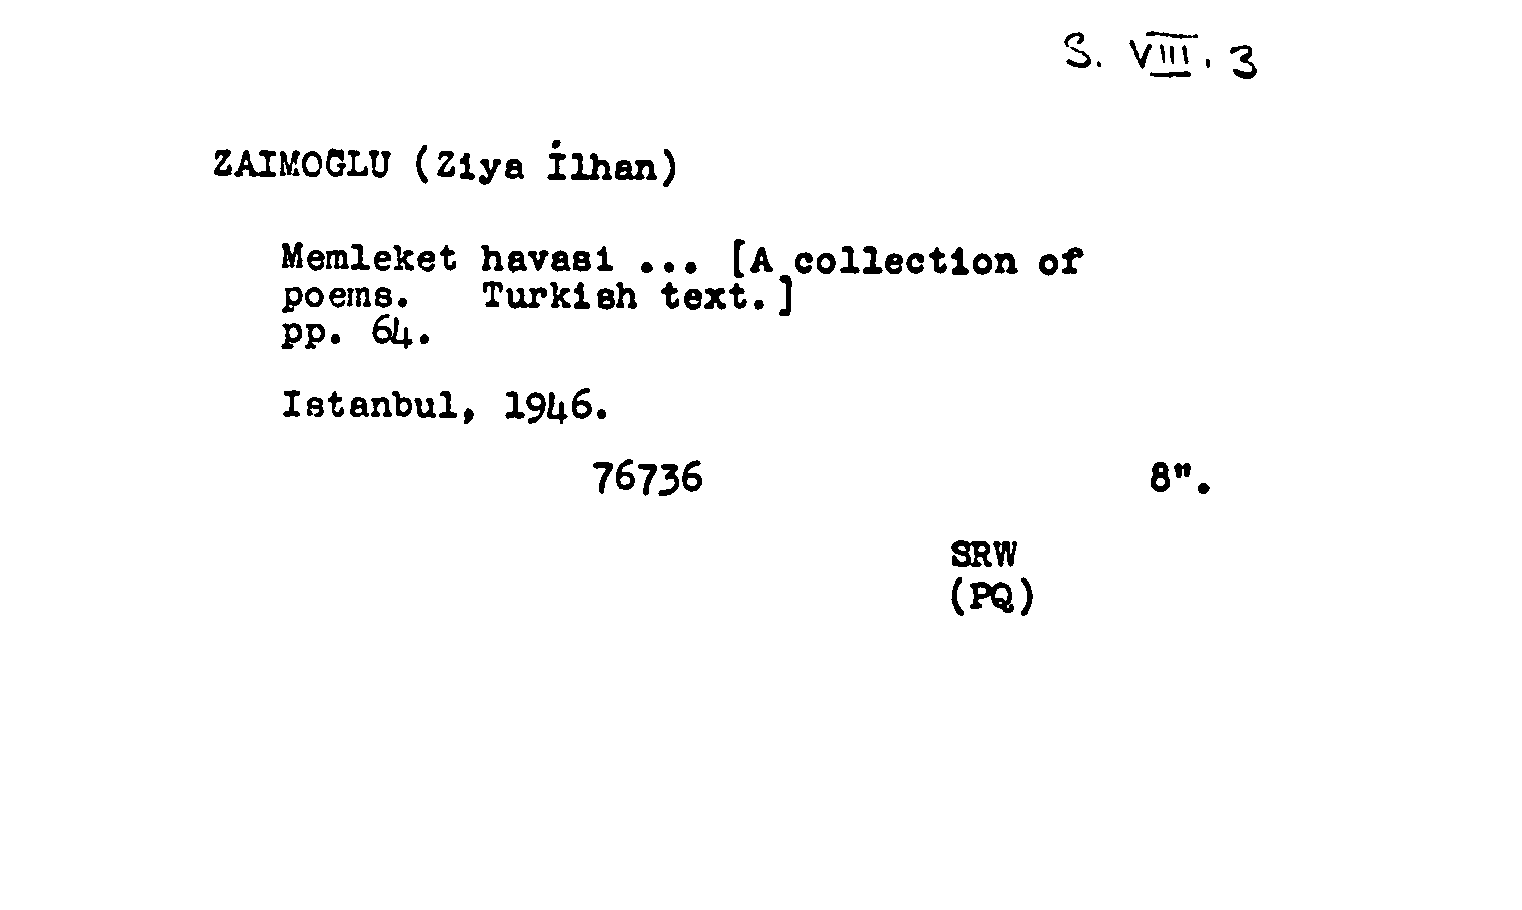 S. VIII. 3
ZAIMOGLU (Ziya İlhan)
Memleket havasi ... [A collection of
poems. Turkish text.]
pp. 64.
Istanbul, 1946.
76736 8".
SRW
(PQ)